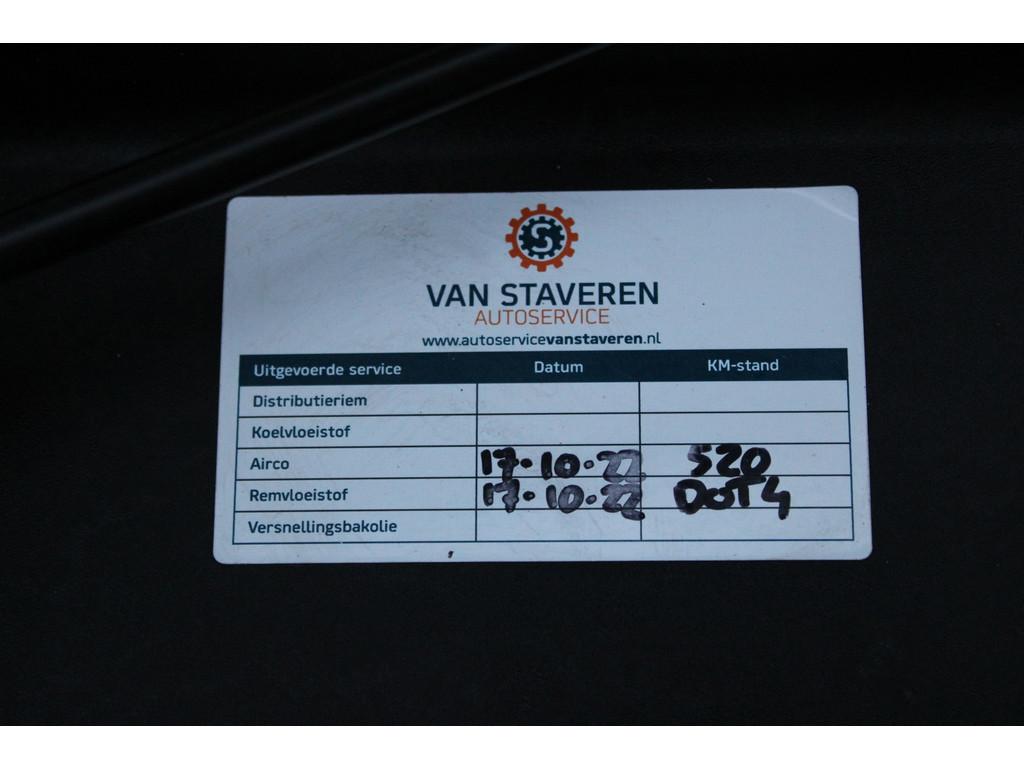 S
VAN STAVEREN
AUTOSERVICE
www.autoservicevanstaveren.nl
Uitgevoerde service Datum KM-stand
Distributieriem
Koelvloeistof
Airco 17-10-22 520
Remvloeistof 17-10-22 DOT4
Versnellingsbakolie